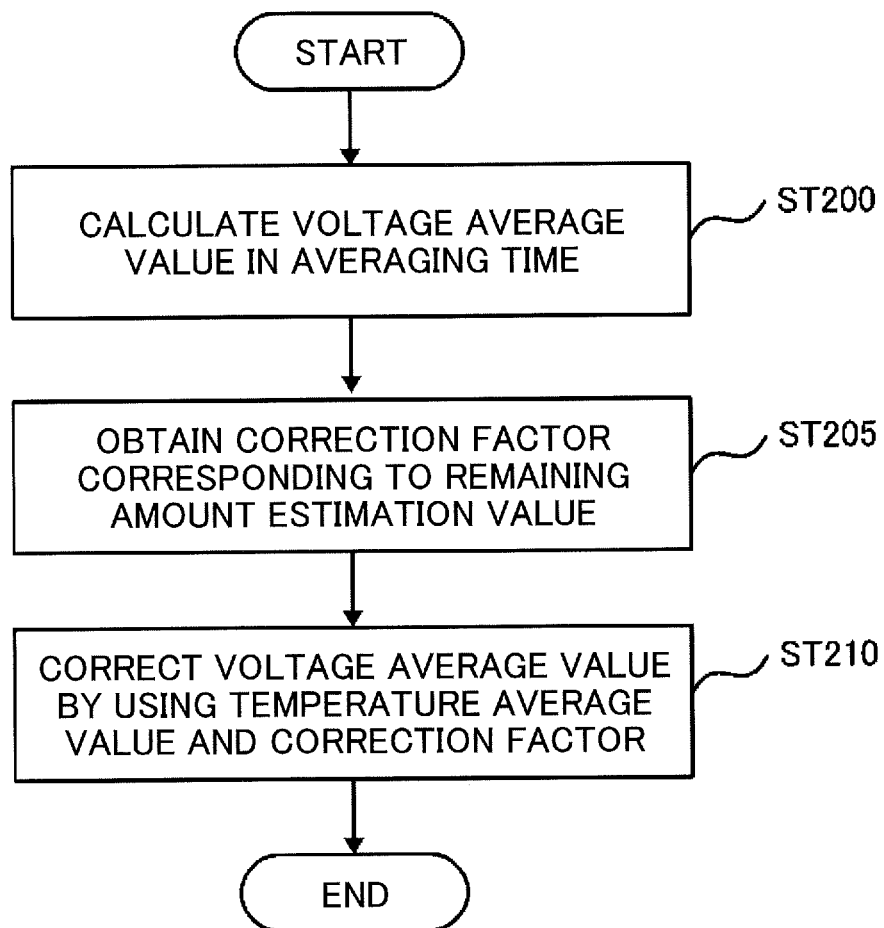 START
CALCULATE VOLTAGE AVERAGE
VALUE IN AVERAGING TIME
ST200
OBTAIN CORRECTION FACTOR
CORRESPONDING TO REMAINING
AMOUNT ESTIMATION VALUE
ST205
CORRECT VOLTAGE AVERAGE VALUE
BY USING TEMPERATURE AVERAGE
VALUE AND CORRECTION FACTOR
ST210
END